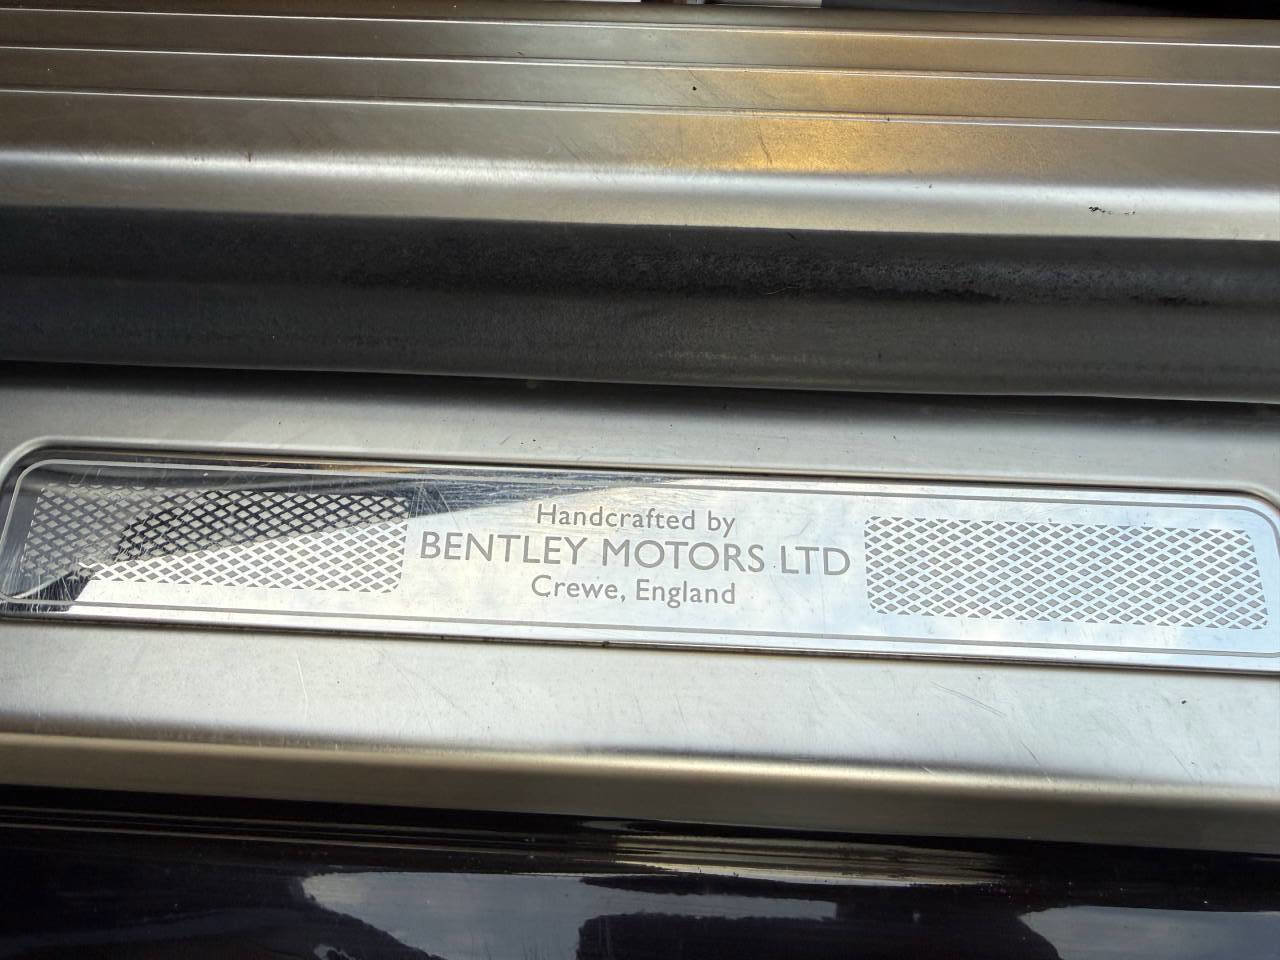 Handcrafted by
BENTLEY MOTORS LTD
Crewe, England